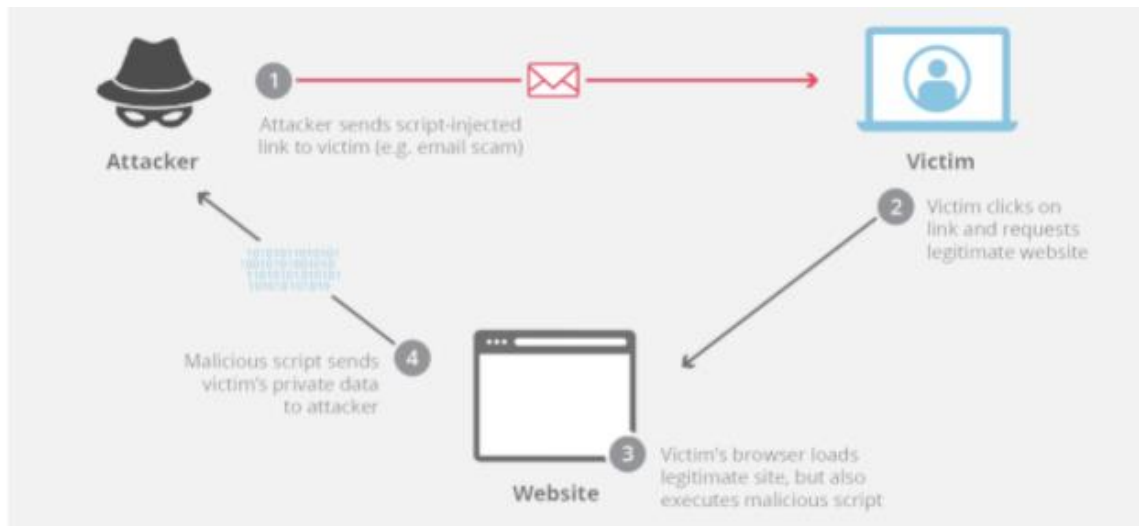 1
Attacker sends script-injected
link to victim (e.g. email scam)
Attacker
Victim
2
Victim clicks on
link and requests
legitimate website
4
Malicious script sends
victim's private data
to attacker
3
Victim's browser loads
legitimate site, but also
executes malicious script
Website